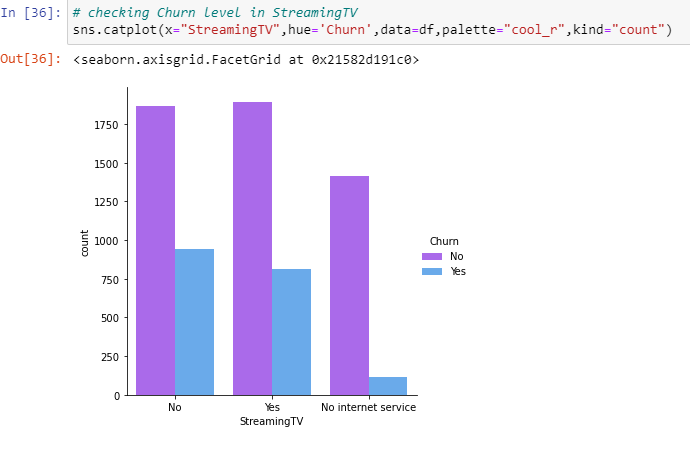 In [36]: # checking Churn Level in StreamingTV
sns.catplot(x="StreamingTV",hue='Churn',data=df,palette="cool_r",kind="count")
Out[36]: <seaborn.axisgrid.FacetGrid at 0x21582d191c0>
1750
1500
1250
1000
750
500
250
0
count
No
Yes
No internet service
StreamingTV
Churn
No
Yes